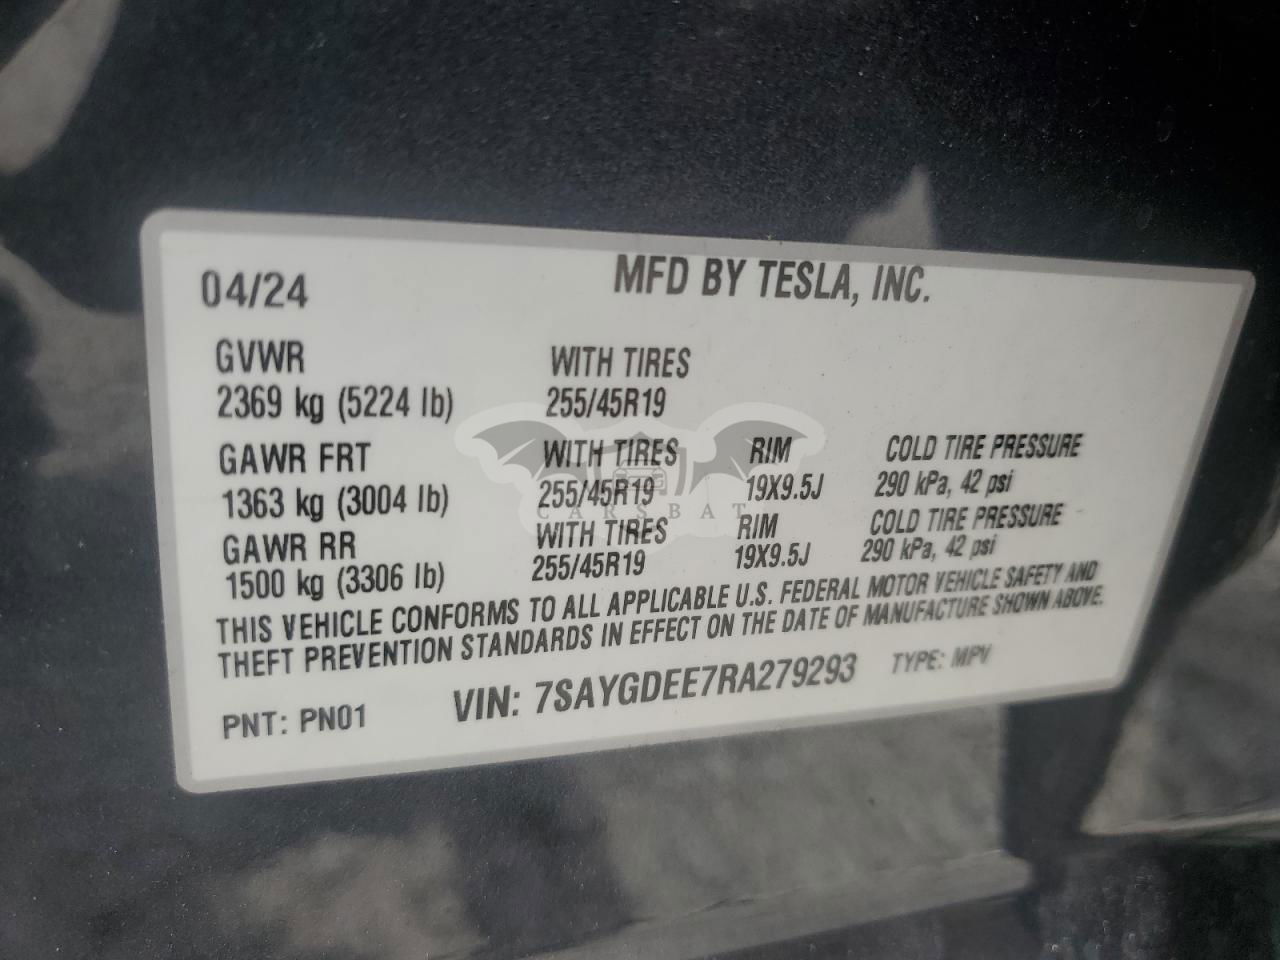 04/24 MFD BY TESLA, INC.
GVWR WITH TIRES
2369 kg (5224 lb) 255/45R19
GAWR FRT WITH TIRES RIM COLD TIRE PRESSURE
1363 kg (3004 lb) 255/45R19 19X9.5J 290 kPa, 42 psi
GAWR RR WITH TIRES RIM COLD TIRE PRESSURE
1500 kg (3306 lb) 255/45R19 19X9.5J 290 kPa, 42 psi
THIS VEHICLE CONFORMS TO ALL APPLICABLE U.S. FEDERAL MOTOR VEHICLE SAFETY AND
THEFT PREVENTION STANDARDS IN EFFECT ON THE DATE OF MANUFACTURE SHOWN ABOVE.
PNT: PN01 VIN: 7SAYGDEE7RA279293 TYPE: MPV
CARSBAT